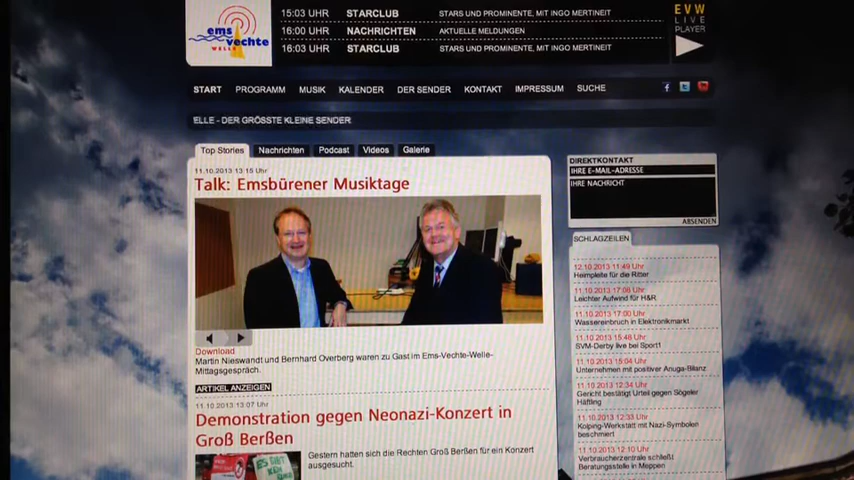 ems
vechte
WELLE
15:03 UHR STARCLUB STARS UND PROMINENTE, MIT INGO MERTINEIT
16:00 UHR NACHRICHTEN AKTUELLE MELDUNGEN
16:03 UHR STARCLUB STARS UND PROMINENTE, MIT INGO MERTINEIT
EVW
LIVE
PLAYER
START PROGRAMM MUSIK KALENDER DER SENDER KONTAKT IMPRESSUM SUCHE
ELLE - DER GRÖSSTE KLEINE SENDER
Top Stories Nachrichten Podcast Videos Galerie
11.10.2013 13:15 Uhr
Talk: Emsbürener Musiktage
Download
Martin Nieswandt und Bernhard Overberg waren zu Gast im Ems-Vechte-Welle-
Mittagsgespräch.
ARTIKEL ANZEIGEN
11.10.2013 13:07 Uhr
Demonstration gegen Neonazi-Konzert in
Groß Berßen
Gestern hatten sich die Rechten Groß Berßen für ein Konzert
ausgesucht.
DIREKTKONTAKT
IHRE E-MAIL-ADRESSE
IHRE NACHRICHT
ABSENDEN
SCHLAGZEILEN
12.10.2013 11:49 Uhr
Heimpleite für die Ritter
11.10.2013 17:06 Uhr
Leichter Aufwind für H&R
11.10.2013 17:00 Uhr
Wassereinbruch in Elektronikmarkt
11.10.2013 15:48 Uhr
SVM-Derby live bei Sport1
11.10.2013 15:04 Uhr
Unternehmen mit positiver Anuga-Bilanz
11.10.2013 12:34 Uhr
Gericht bestätigt Urteil gegen Sögeler
Häftling
11.10.2013 12:33 Uhr
Kolping-Werkstatt mit Nazi-Symbolen
beschmiert
11.10.2013 12:10 Uhr
Verbraucherzentrale schließt
Beratungsstelle in Meppen